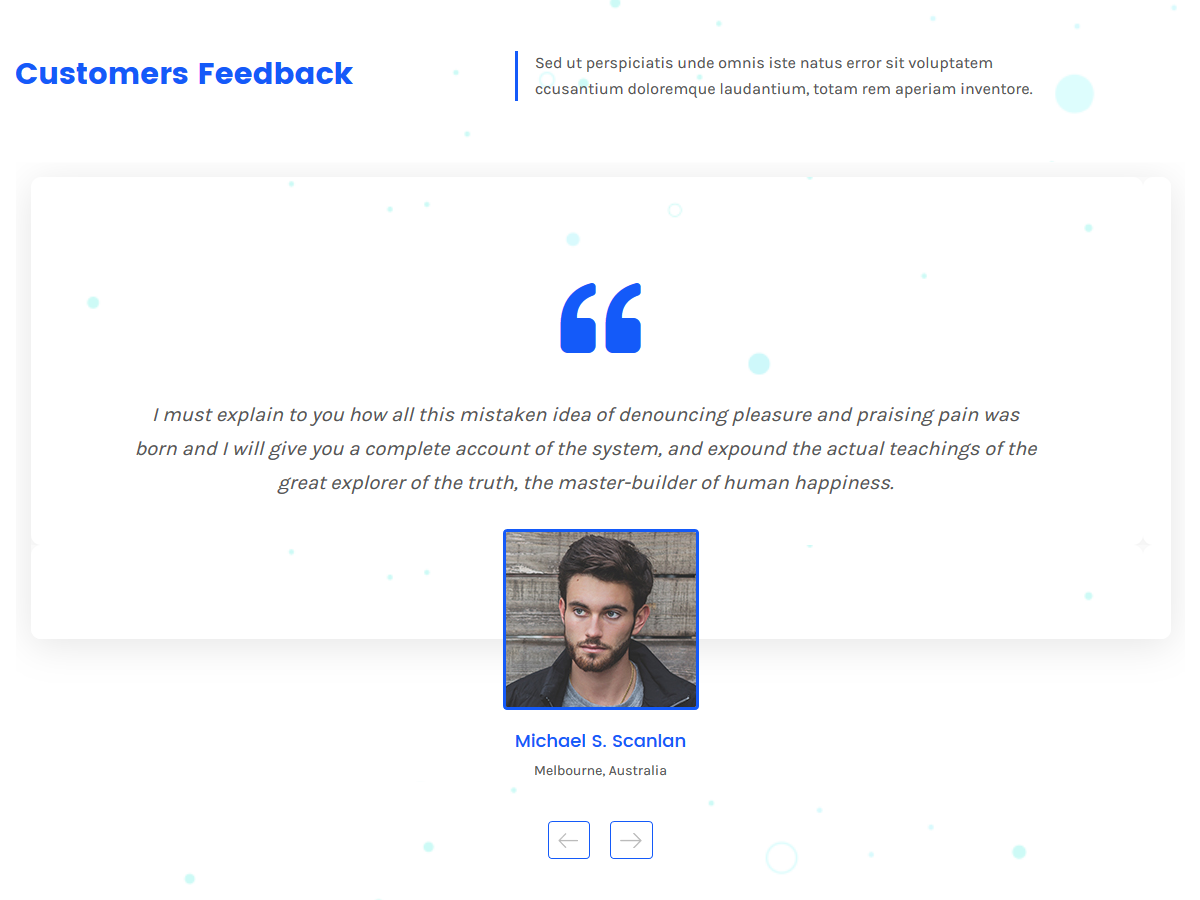 Customers Feedback
Sed ut perspiciatis unde omnis iste natus error sit voluptatem
ccusantium doloremque laudantium, totam rem aperiam inventore.
I must explain to you how all this mistaken idea of denouncing pleasure and praising pain was
born and I will give you a complete account of the system, and expound the actual teachings of the
great explorer of the truth, the master-builder of human happiness.
Michael S. Scanlan
Melbourne, Australia